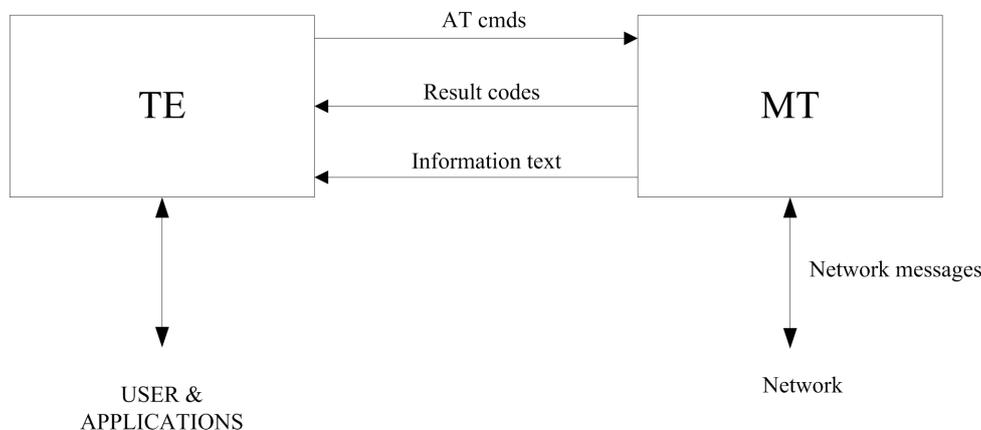 AT cmds
TE
Result codes
MT
Information text
Network messages
USER &
APPLICATIONS
Network